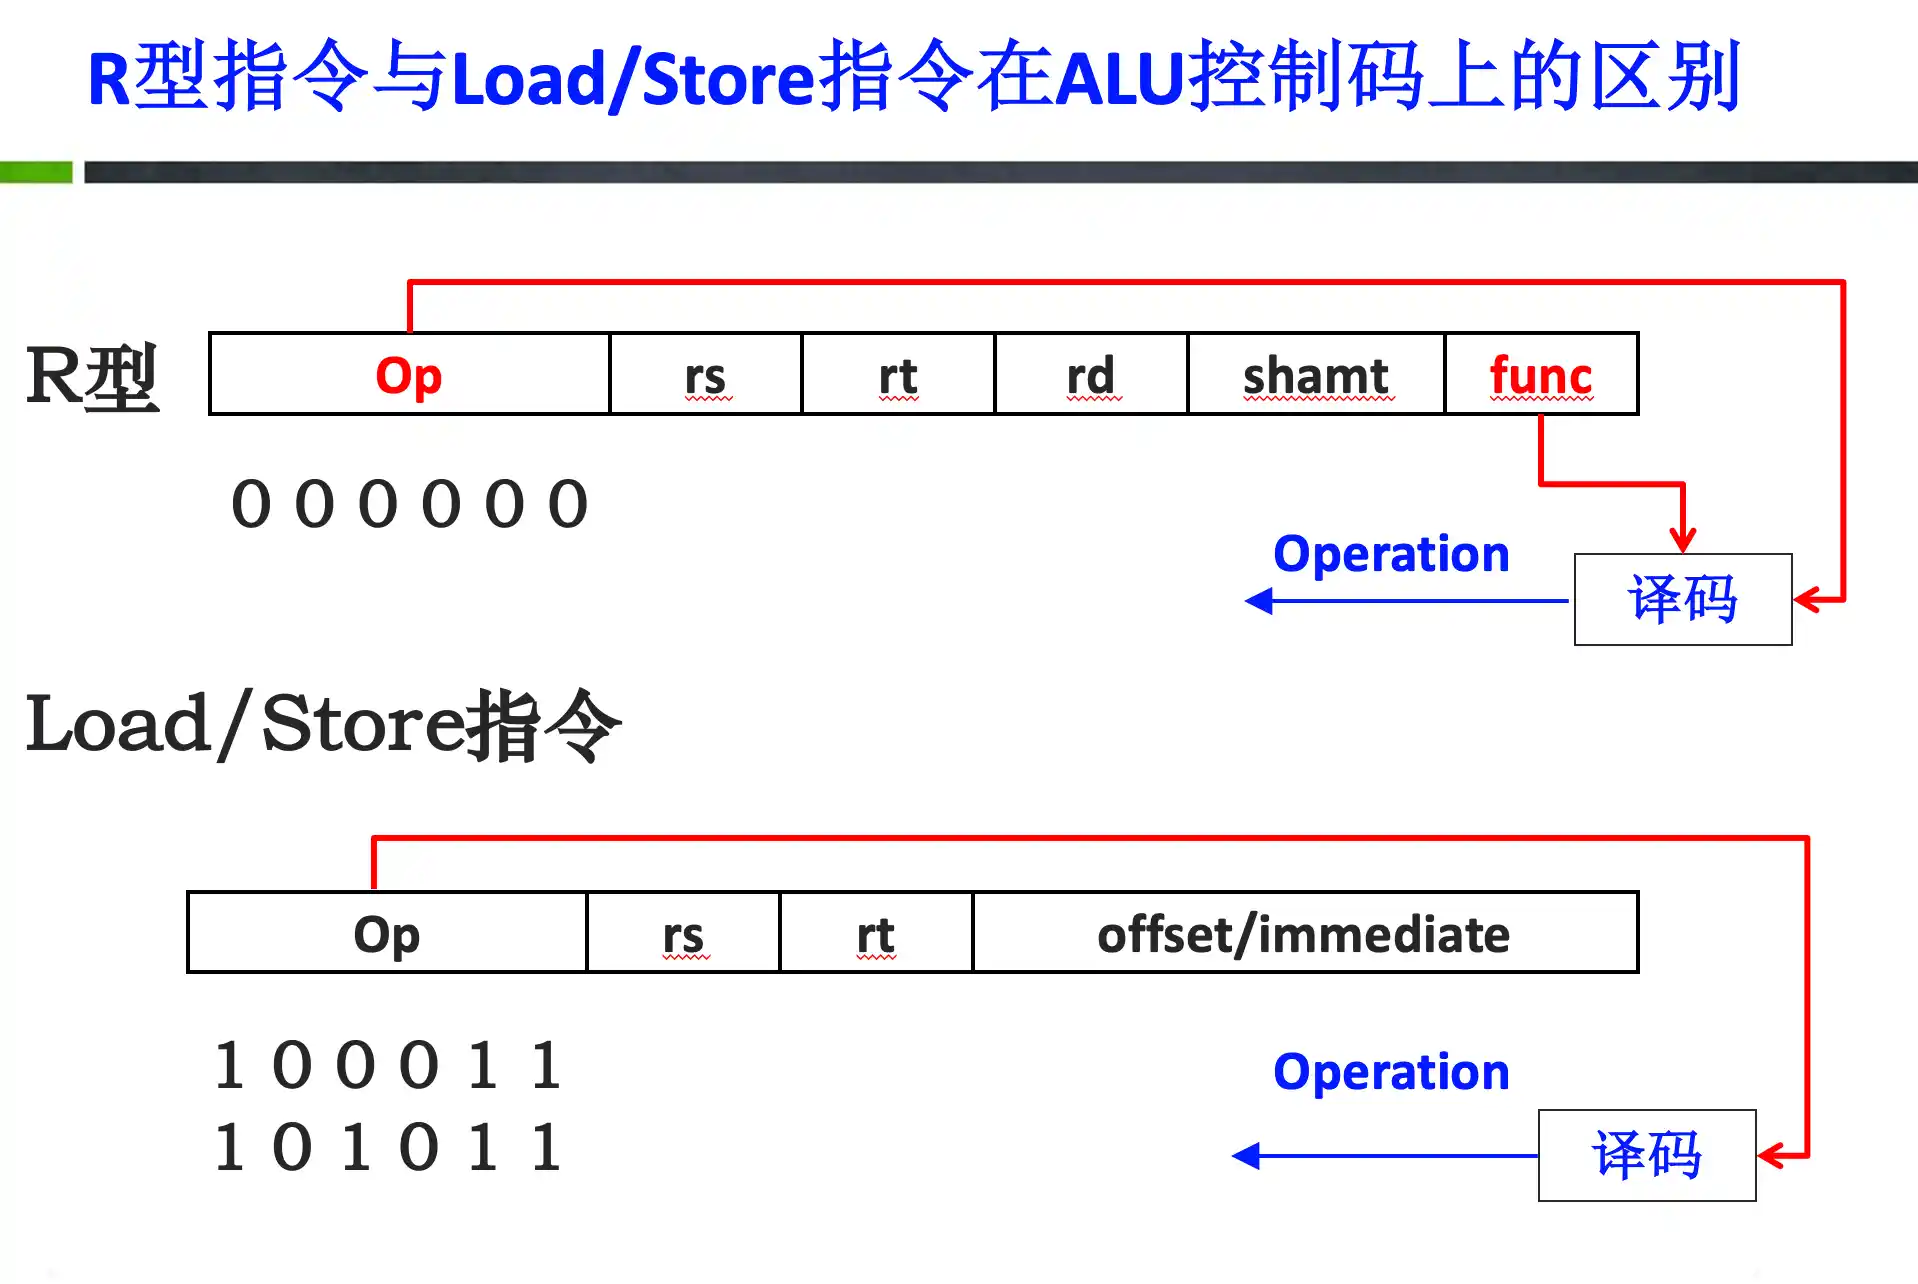 R型指令与Load/Store指令在ALU控制码上的区别
R型
Op rs rt rd shamt func
0 0 0 0 0 0
Operation
译码
Load/Store指令
Op rs rt offset/immediate
1 0 0 0 1 1
1 0 1 0 1 1
Operation
译码